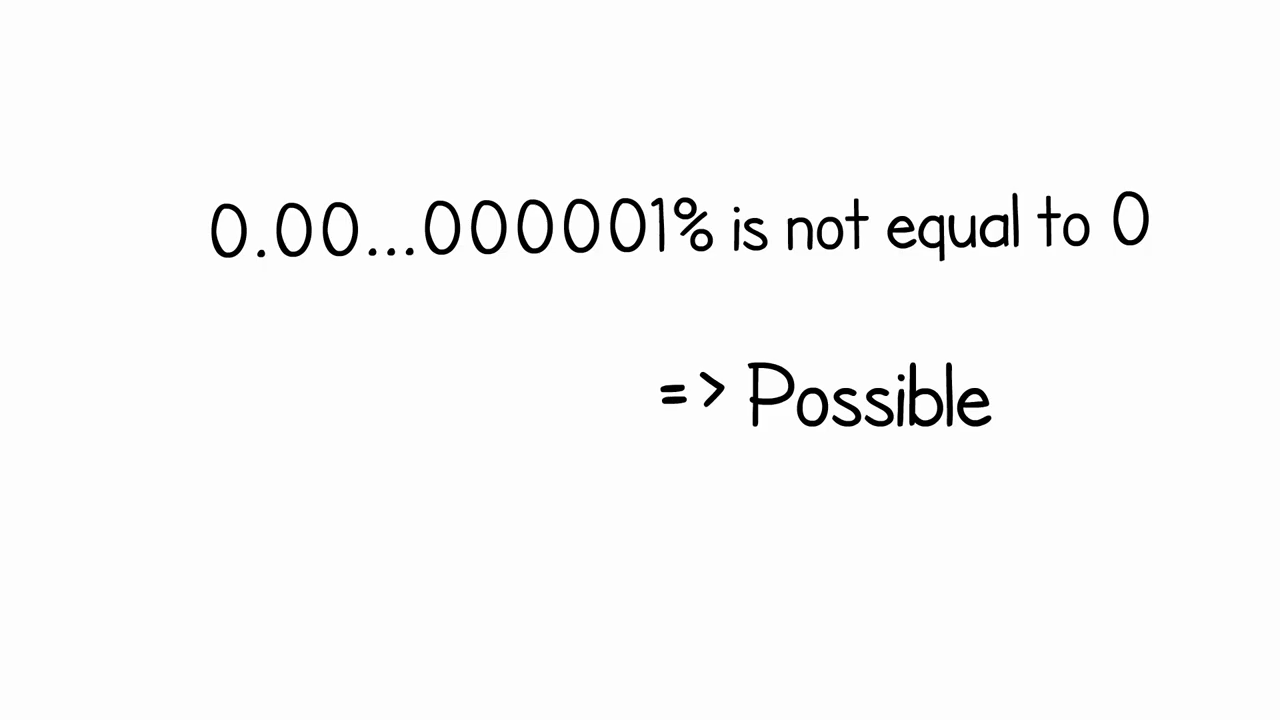 0.00...000001% is not equal to 0
=> Possible